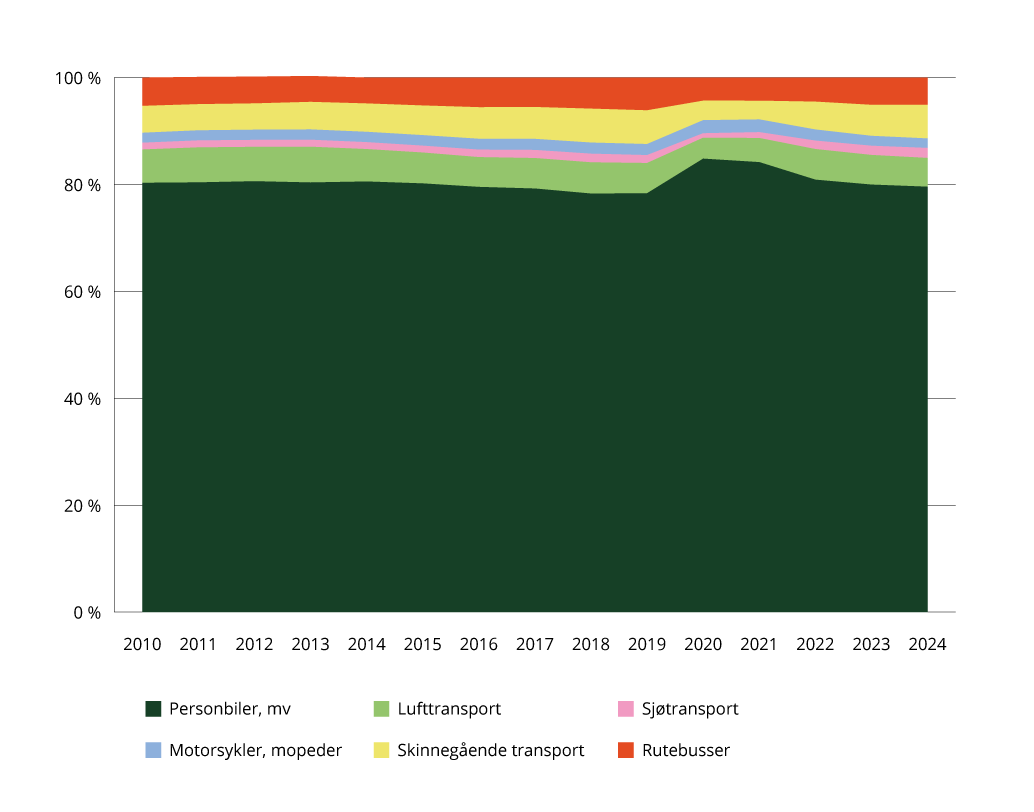 100 %
80 %
60 %
40 %
20 %
0 %
2010 2011 2012 2013 2014 2015 2016 2017 2018 2019 2020 2021 2022 2023 2024
Personbiler, mv Lufttransport Sjøtransport
Motorsykler, mopeder Skinnegående transport Rutebusser